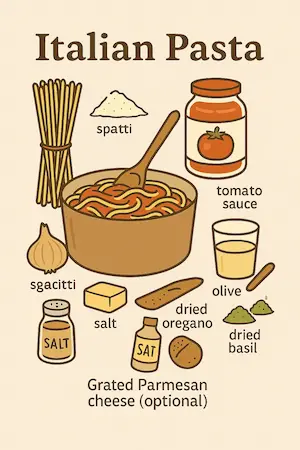 Italian Pasta
spatti
tomato
sauce
sgacitti
olive
salt
dried
oregano
dried
basil
SALT
SAT
Grated Parmesan
cheese (optional)